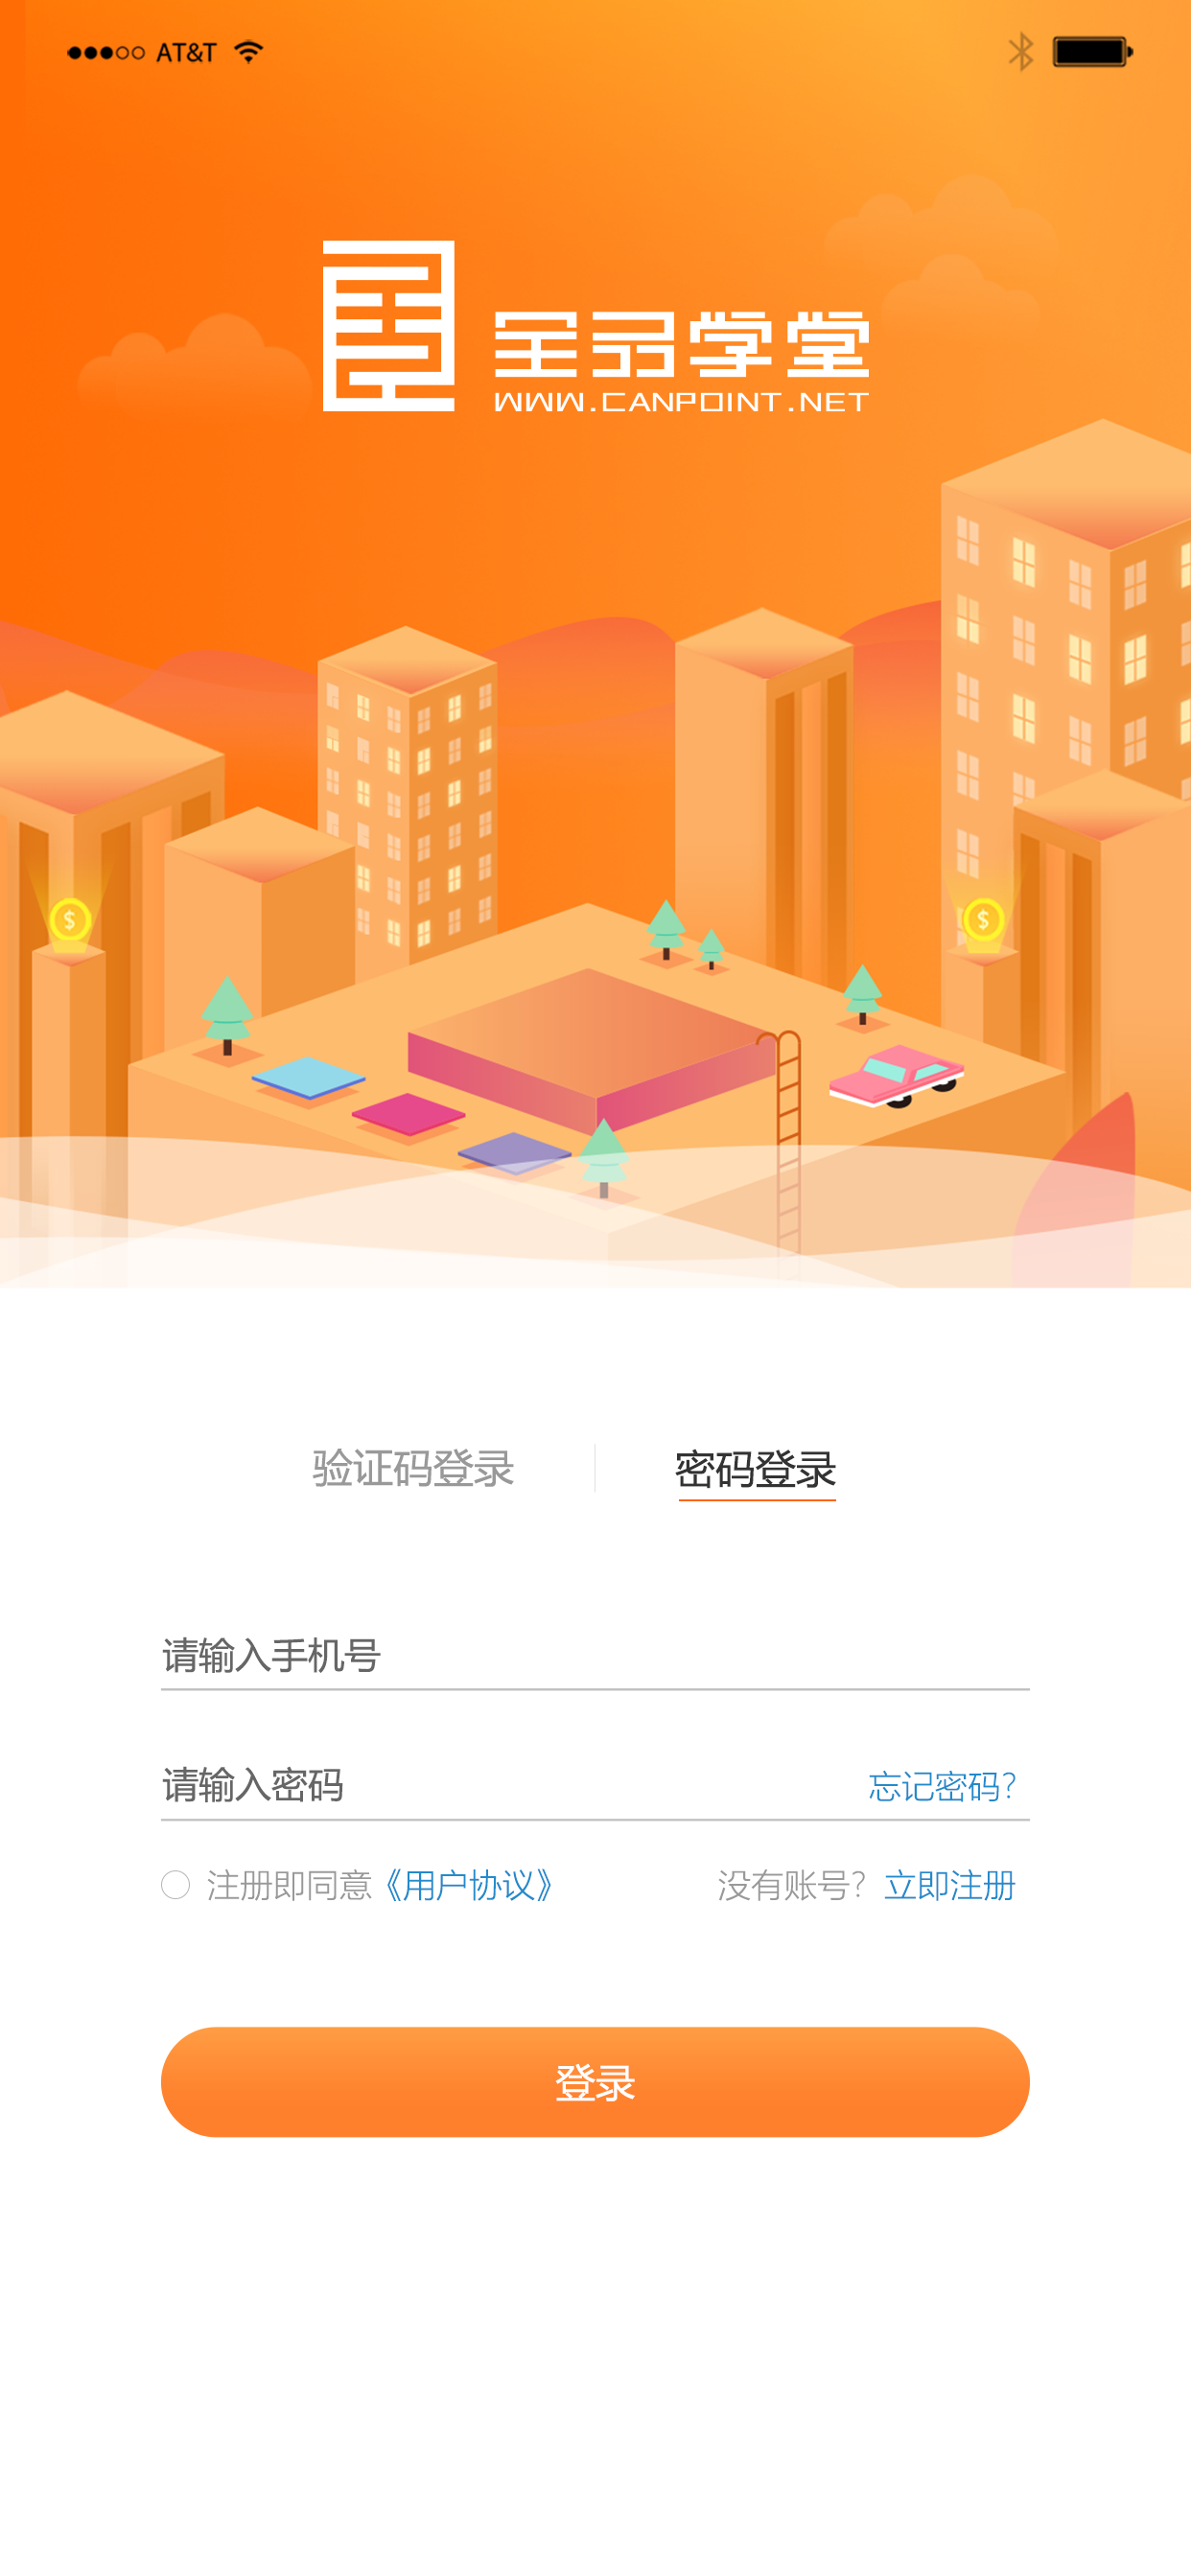 AT&T
全品学堂
WWW.CANPOINT.NET
验证码登录
密码登录
请输入手机号
请输入密码
忘记密码?
注册即同意《用户协议》
没有账号? 立即注册
登录